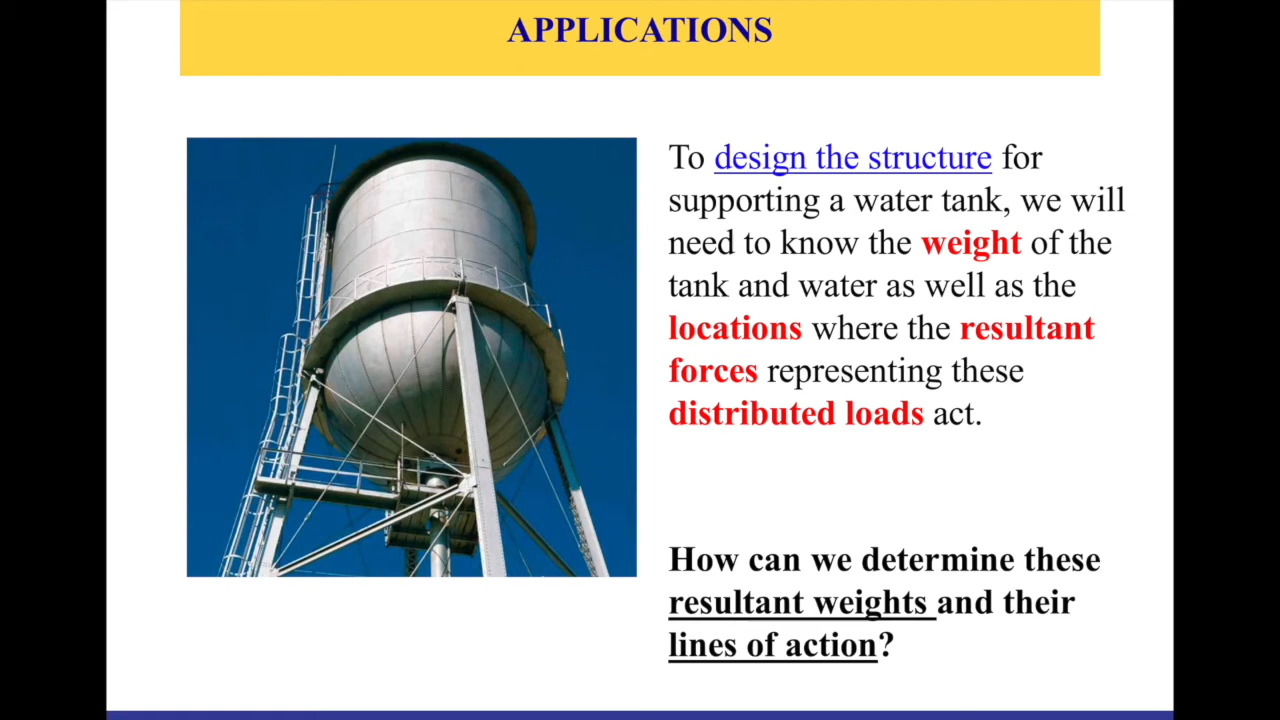 APPLICATIONS
To design the structure for
supporting a water tank, we will
need to know the weight of the
tank and water as well as the
locations where the resultant
forces representing these
distributed loads act.
How can we determine these
resultant weights and their
lines of action?